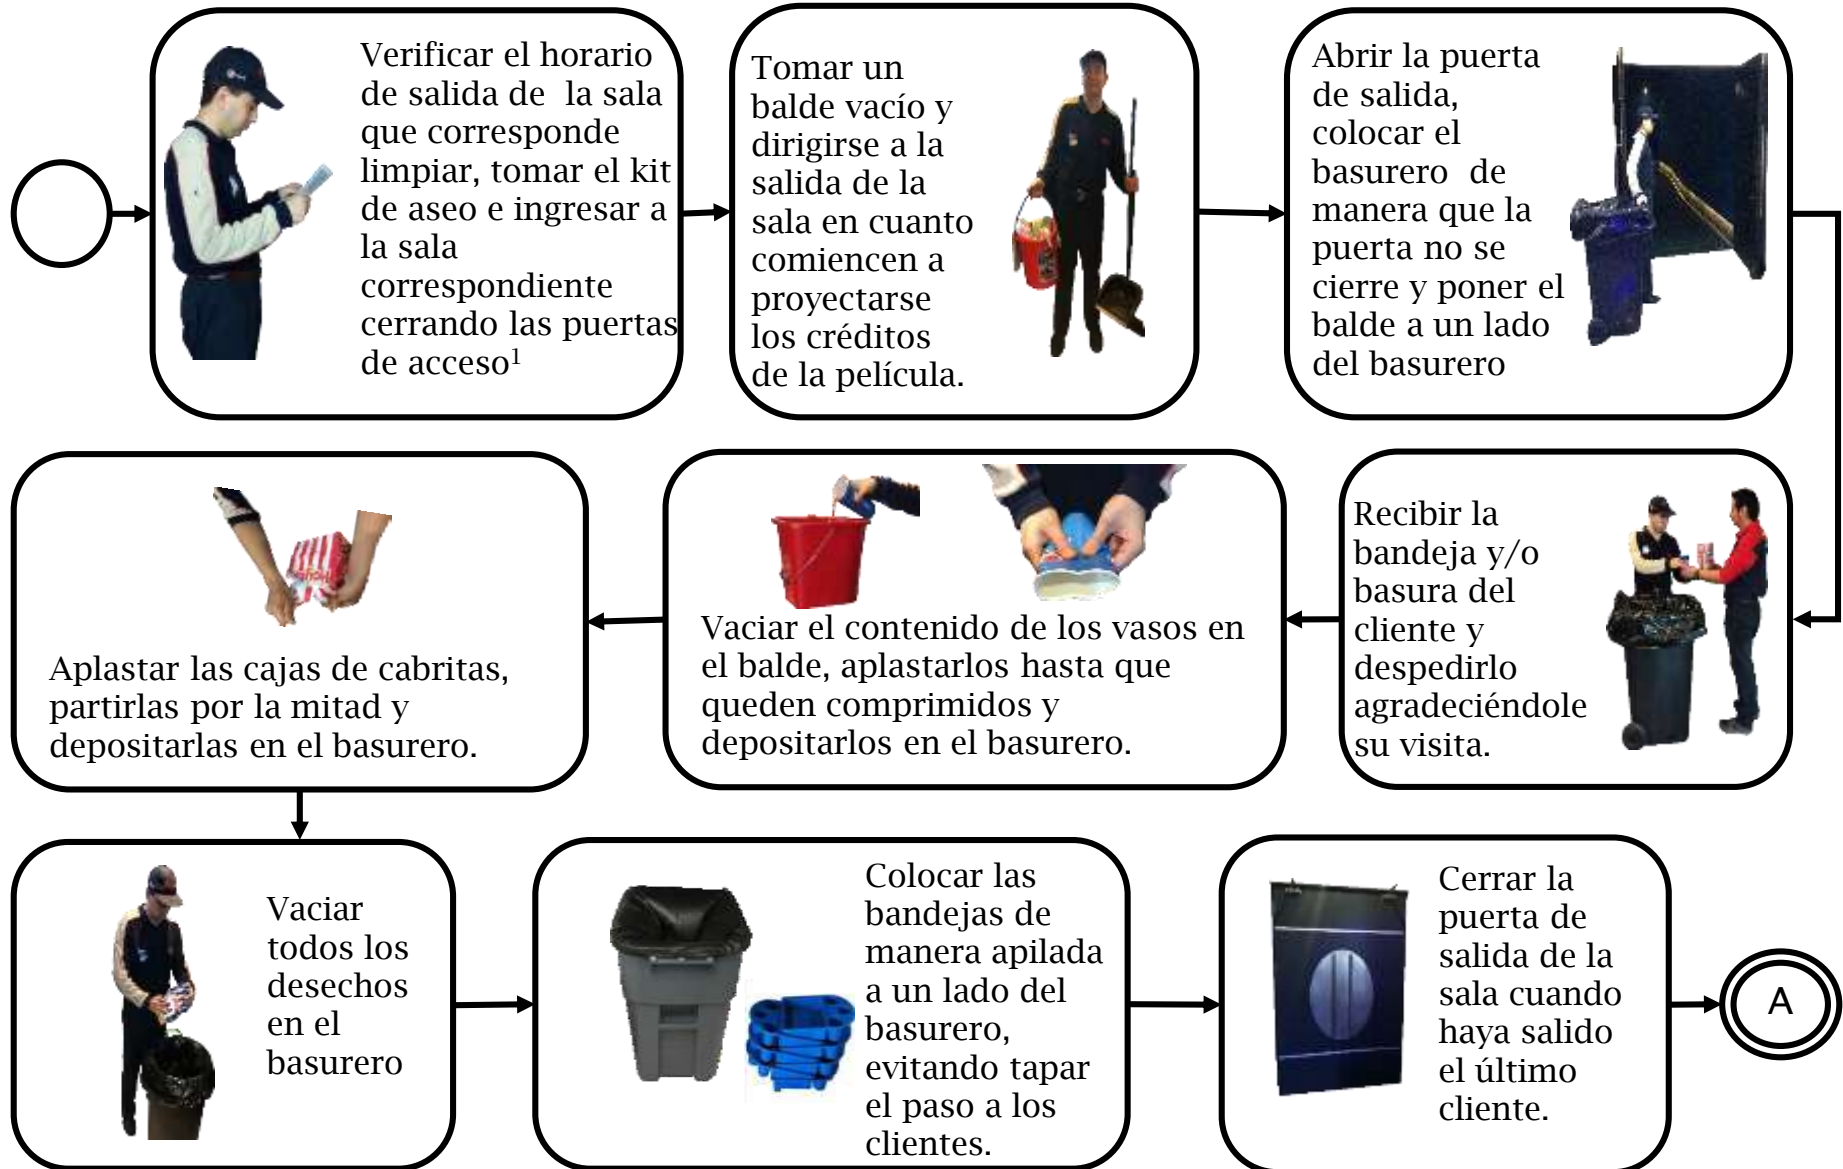 Verificar el horario
de salida de la sala
que corresponde
limpiar, tomar el kit
de aseo e ingresar a
la sala
correspondiente
cerrando las puertas
de acceso¹
Tomar un
balde vacío y
dirigirse a la
salida de la
sala en cuanto
comiencen a
proyectarse
los créditos
de la película.
Abrir la puerta
de salida,
colocar el
basurero de
manera que la
puerta no se
cierre y poner el
balde a un lado
del basurero
Recibir la
bandeja y/o
basura del
cliente y
despedirlo
agradeciéndole
su visita.
Vaciar el contenido de los vasos en
el balde, aplastarlos hasta que
queden comprimidos y
depositarlos en el basurero.
Aplastar las cajas de cabritas,
partirlas por la mitad y
depositarlas en el basurero.
Vaciar
todos los
desechos
en el
basurero
Colocar las
bandejas de
manera apilada
a un lado del
basurero,
evitando tapar
el paso a los
clientes.
Cerrar la
puerta de
salida de la
sala cuando
haya salido
el último
cliente.
A